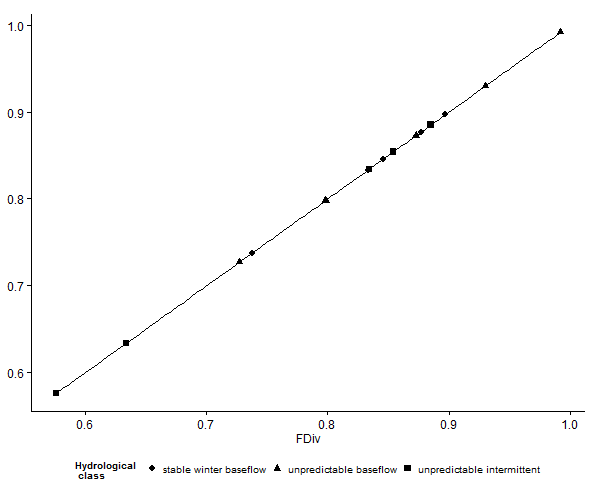 1.0
0.9
0.8
0.7
0.6
0.6 0.7 0.8 0.9 1.0
FDiv
Hydrological
class
stable winter baseflow unpredictable baseflow unpredictable intermittent